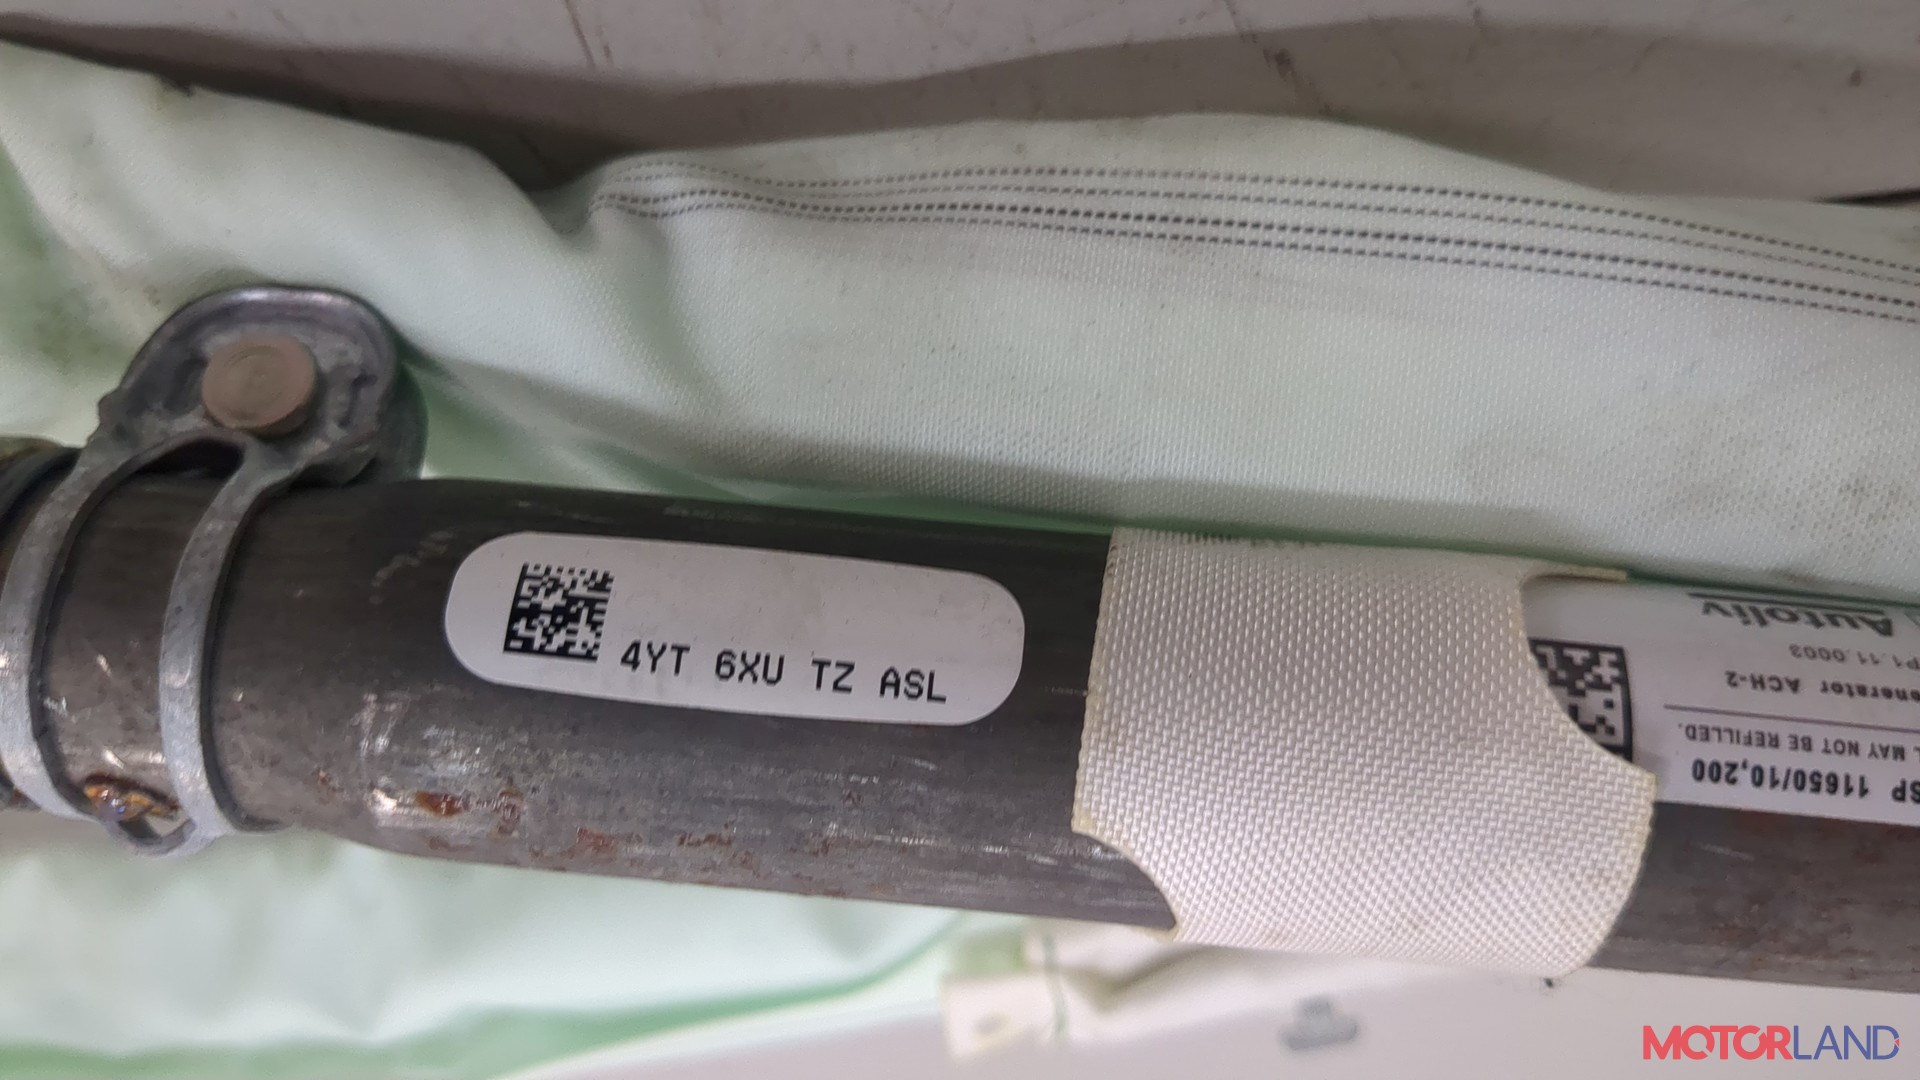 4YT 6XU TZ ASL
Autoliv
P1.11.0003
enerator ACH-2
MAY NOT BE REFILLED.
SP 11650/10,200
MOTORLAND